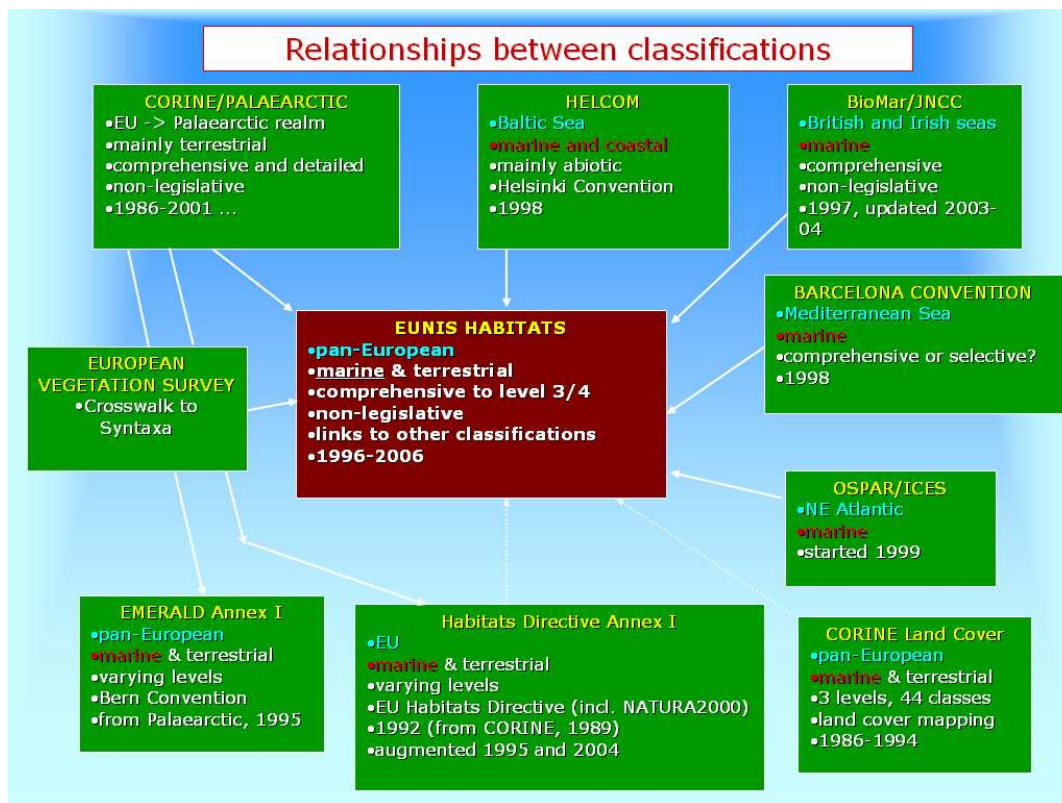 Relationships between classifications
CORINE/PALAEARCTIC
•EU -> Palaearctic realm
•mainly terrestrial
•comprehensive and detailed
•non-legislative
•1986-2001 ...
HELCOM
•Baltic Sea
•marine and coastal
•mainly abiotic
•Helsinki Convention
•1998
BioMar/JNCC
•British and Irish seas
•marine
•comprehensive
•non-legislative
•1997, updated 2003-
04
BARCELONA CONVENTION
•Mediterranean Sea
•marine
•comprehensive or selective?
•1998
EUNIS HABITATS
•pan-European
•marine & terrestrial
•comprehensive to level 3/4
•non-legislative
•links to other classifications
•1996-2006
EUROPEAN
VEGETATION SURVEY
•Crosswalk to
Syntaxa
OSPAR/ICES
•NE Atlantic
•marine
•started 1999
EMERALD Annex I
•pan-European
•marine & terrestrial
•varying levels
•Bern Convention
•from Palaearctic, 1995
Habitats Directive Annex I
•EU
•marine & terrestrial
•varying levels
•EU Habitats Directive (incl. NATURA2000)
•1992 (from CORINE, 1989)
•augmented 1995 and 2004
CORINE Land Cover
•pan-European
•marine & terrestrial
•3 levels, 44 classes
•land cover mapping
•1986-1994